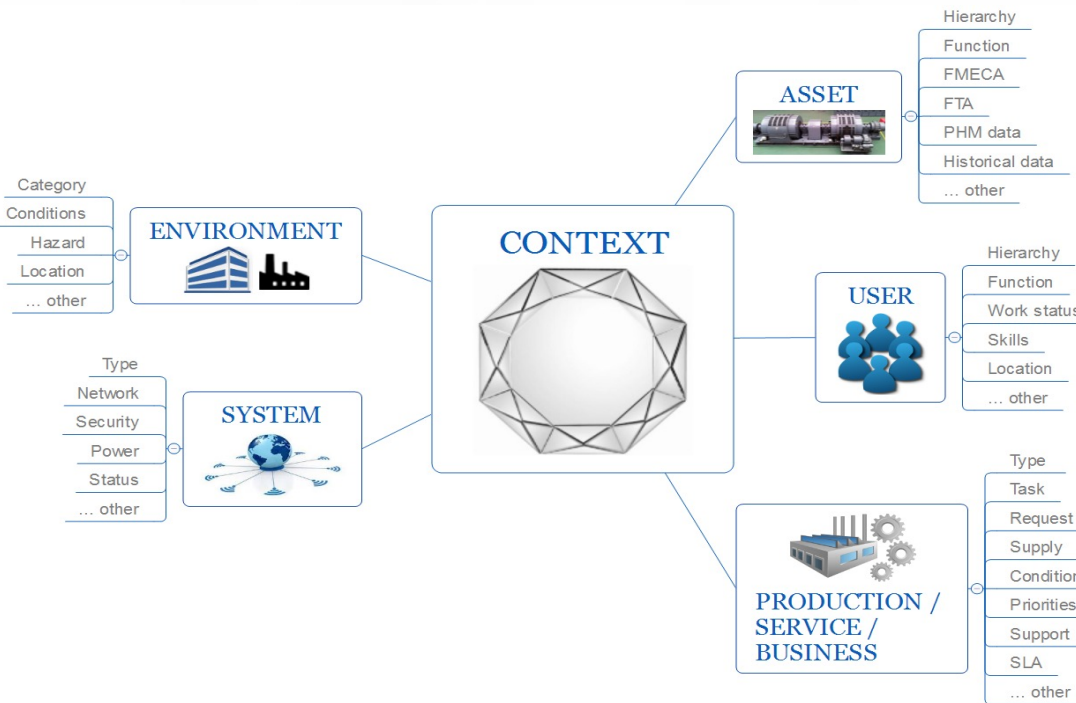 CONTEXT
ASSET
Hierarchy
Function
FMECA
FTA
PHM data
Historical data
... other
USER
Hierarchy
Function
Work status
Skills
Location
... other
PRODUCTION /
SERVICE /
BUSINESS
Type
Task
Request
Supply
Condition
Priorities
Support
SLA
... other
ENVIRONMENT
Category
Conditions
Hazard
Location
... other
SYSTEM
Type
Network
Security
Power
Status
... other